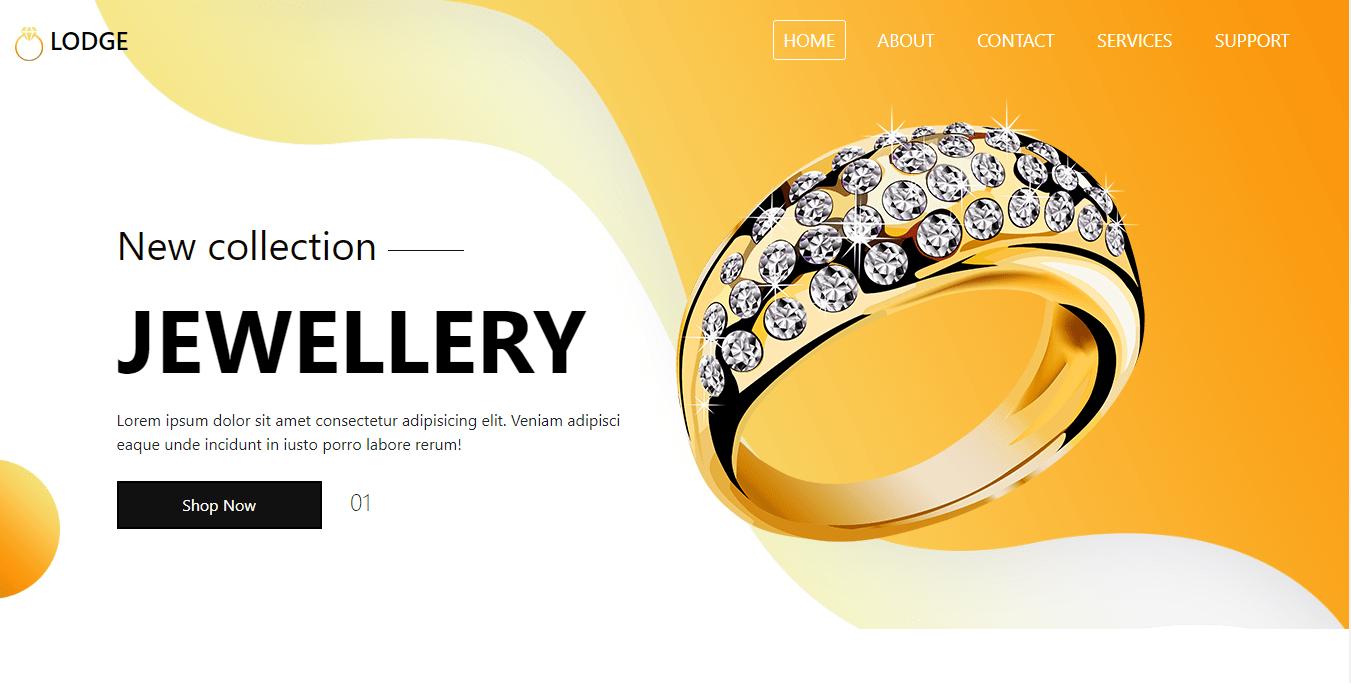 LODGE
HOME ABOUT CONTACT SERVICES SUPPORT
New collection
JEWELLERY
Lorem ipsum dolor sit amet consectetur adipisicing elit. Veniam adipisci
eaque unde incidunt in iusto porro labore rerum!
Shop Now
01